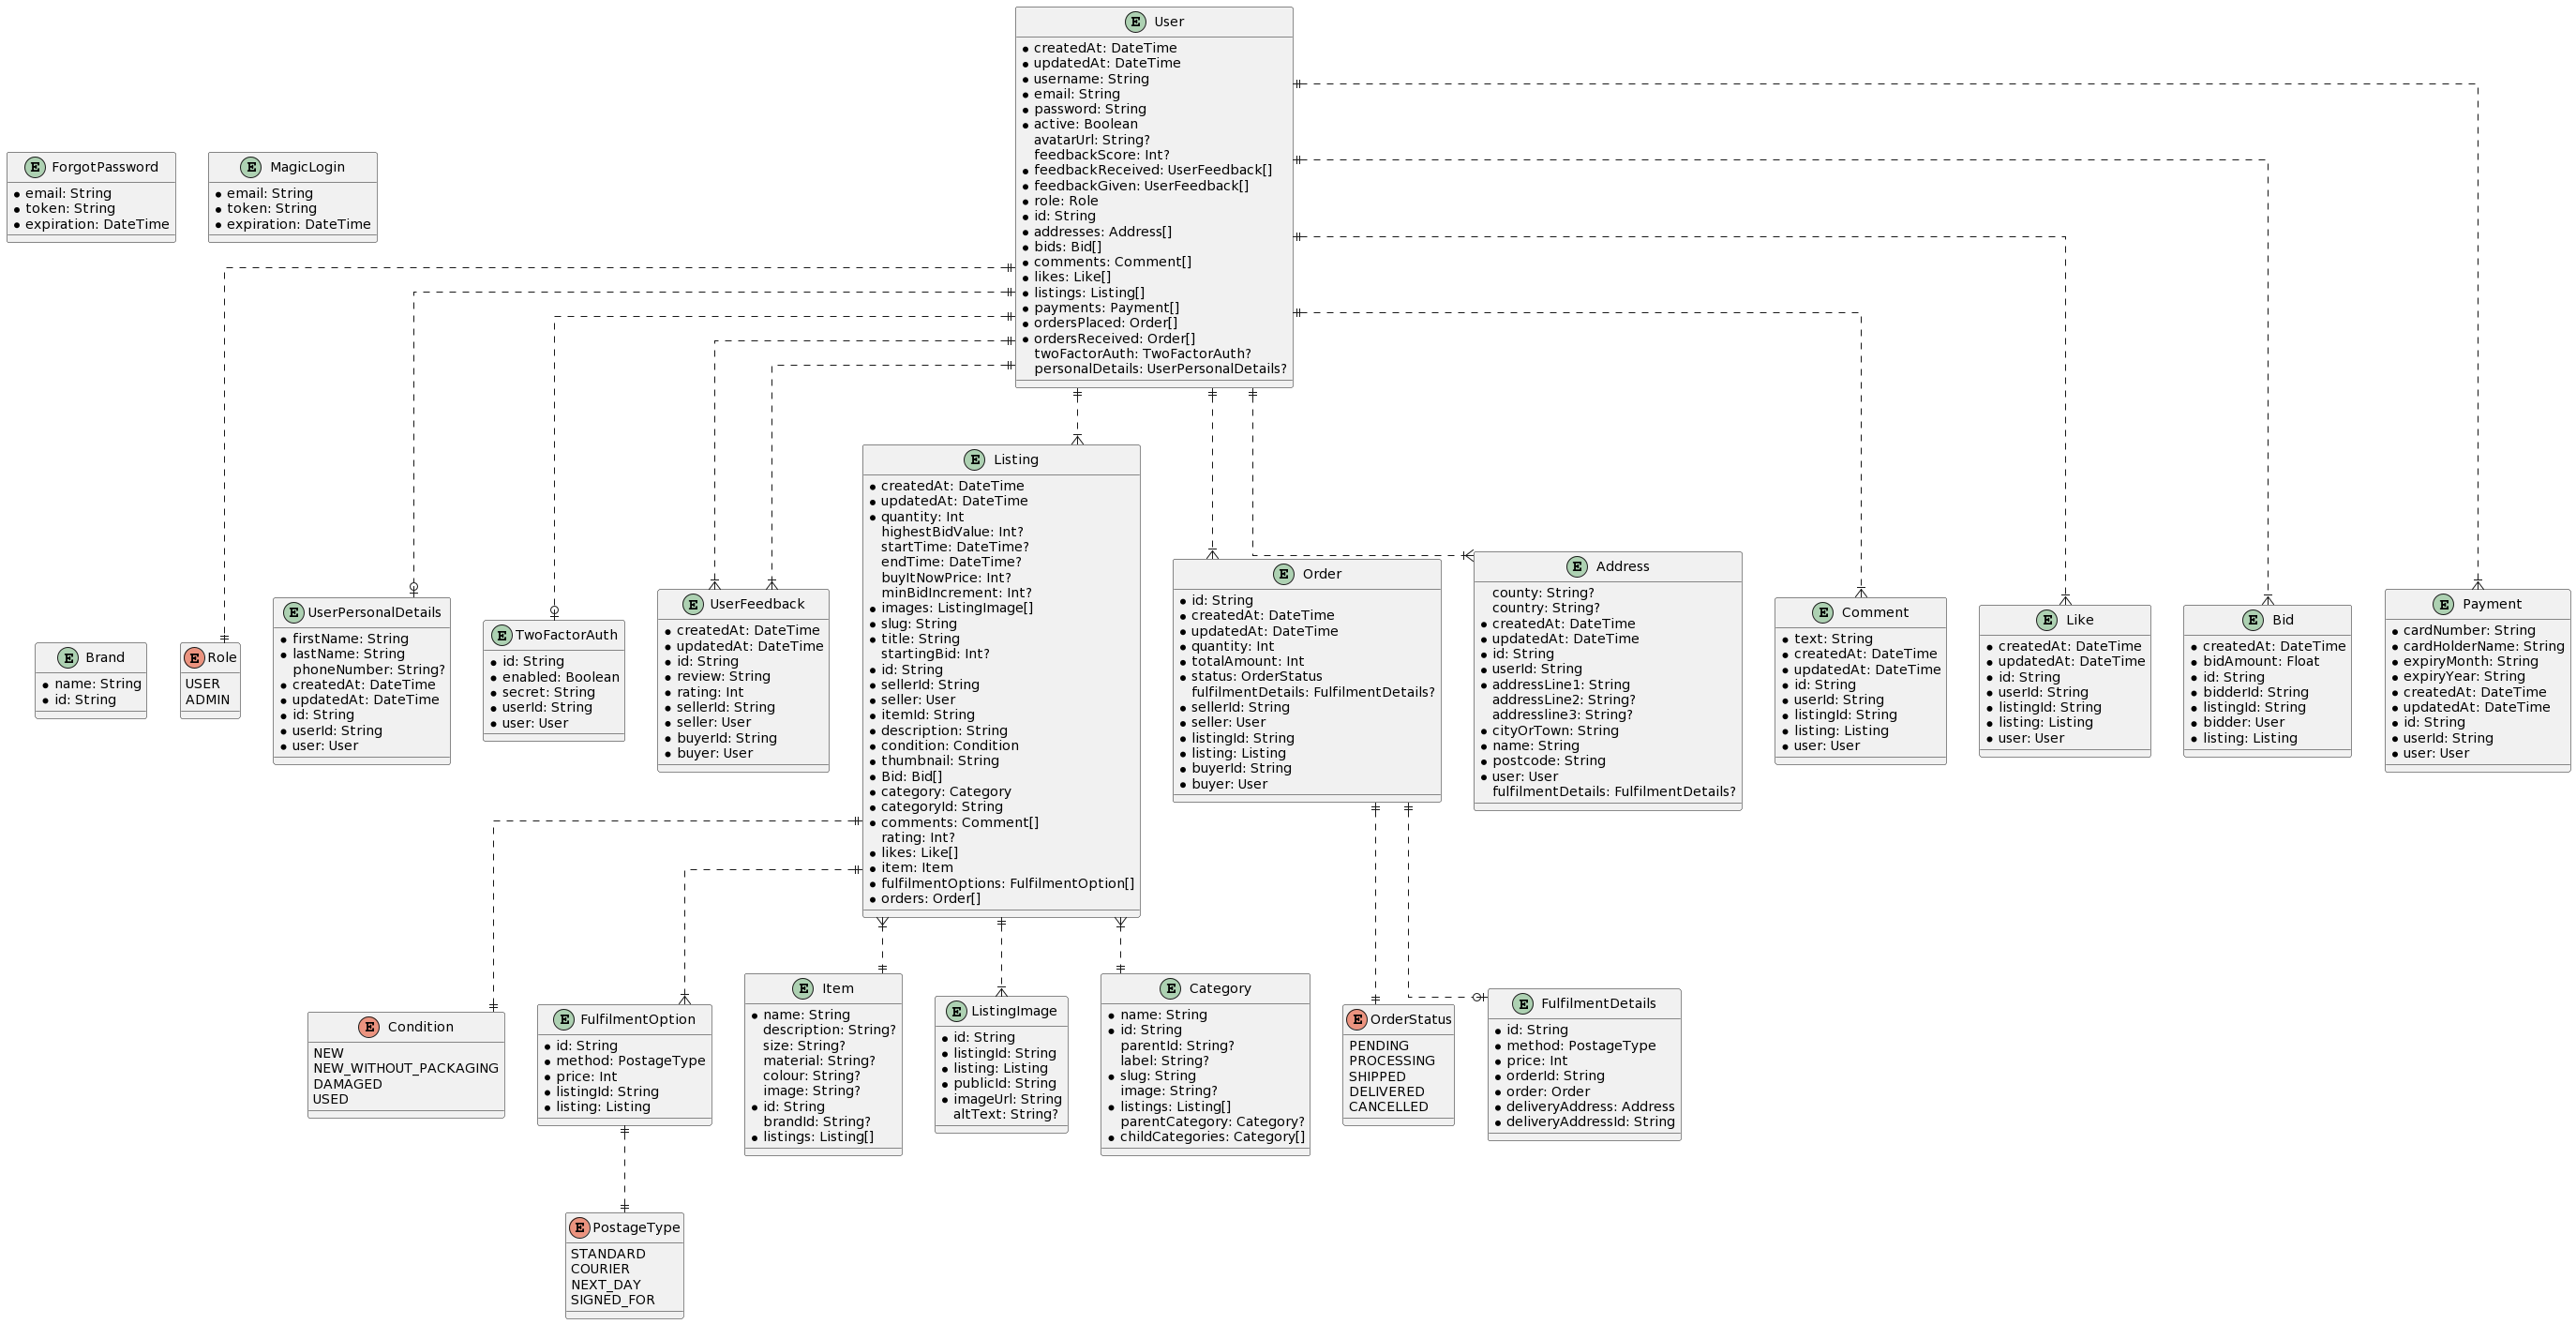 User
createdAt: DateTime
updatedAt: DateTime
username: String
email: String
password: String
active: Boolean
avatarUrl: String?
feedbackScore: Int?
feedbackReceived: UserFeedback[]
feedbackGiven: UserFeedback[]
role: Role
id: String
addresses: Address[]
bids: Bid[]
comments: Comment[]
likes: Like[]
listings: Listing[]
payments: Payment[]
ordersPlaced: Order[]
ordersReceived: Order[]
twoFactorAuth: TwoFactorAuth?
personalDetails: UserPersonalDetails?
ForgotPassword
email: String
token: String
expiration: DateTime
MagicLogin
email: String
token: String
expiration: DateTime
Brand
name: String
id: String
Role
USER
ADMIN
UserPersonalDetails
firstName: String
lastName: String
phoneNumber: String?
createdAt: DateTime
updatedAt: DateTime
id: String
userId: String
user: User
TwoFactorAuth
id: String
enabled: Boolean
secret: String
userId: String
user: User
UserFeedback
createdAt: DateTime
updatedAt: DateTime
id: String
review: String
rating: Int
sellerId: String
seller: User
buyerId: String
buyer: User
Listing
createdAt: DateTime
updatedAt: DateTime
quantity: Int
highestBidValue: Int?
startTime: DateTime?
endTime: DateTime?
buyItNowPrice: Int?
minBidIncrement: Int?
images: ListingImage[]
slug: String
title: String
startingBid: Int?
id: String
sellerId: String
seller: User
itemId: String
description: String
condition: Condition
thumbnail: String
Bid: Bid[]
category: Category
categoryId: String
comments: Comment[]
rating: Int?
likes: Like[]
item: Item
fulfilmentOptions: FulfilmentOption[]
orders: Order[]
Order
id: String
createdAt: DateTime
updatedAt: DateTime
quantity: Int
totalAmount: Int
status: OrderStatus
fulfilmentDetails: FulfilmentDetails?
sellerId: String
seller: User
listingId: String
listing: Listing
buyerId: String
buyer: User
Address
county: String?
country: String?
createdAt: DateTime
updatedAt: DateTime
id: String
userId: String
addressLine1: String
addressLine2: String?
addressline3: String?
cityOrTown: String
name: String
postcode: String
user: User
fulfilmentDetails: FulfilmentDetails?
Comment
text: String
createdAt: DateTime
updatedAt: DateTime
id: String
userId: String
listingId: String
listing: Listing
user: User
Like
createdAt: DateTime
updatedAt: DateTime
id: String
userId: String
listingId: String
listing: Listing
user: User
Bid
createdAt: DateTime
bidAmount: Float
id: String
bidderId: String
listingId: String
bidder: User
listing: Listing
Payment
cardNumber: String
cardHolderName: String
expiryMonth: String
expiryYear: String
createdAt: DateTime
updatedAt: DateTime
id: String
userId: String
user: User
Condition
NEW
NEW_WITHOUT_PACKAGING
DAMAGED
USED
FulfilmentOption
id: String
method: PostageType
price: Int
listingId: String
listing: Listing
Item
name: String
description: String?
size: String?
material: String?
colour: String?
image: String?
id: String
brandId: String?
listings: Listing[]
ListingImage
id: String
listingId: String
listing: Listing
publicId: String
imageUrl: String
altText: String?
Category
name: String
id: String
parentId: String?
label: String?
slug: String
image: String?
listings: Listing[]
parentCategory: Category?
childCategories: Category[]
OrderStatus
PENDING
PROCESSING
SHIPPED
DELIVERED
CANCELLED
FulfilmentDetails
id: String
method: PostageType
price: Int
orderId: String
order: Order
deliveryAddress: Address
deliveryAddressId: String
PostageType
STANDARD
COURIER
NEXT_DAY
SIGNED_FOR